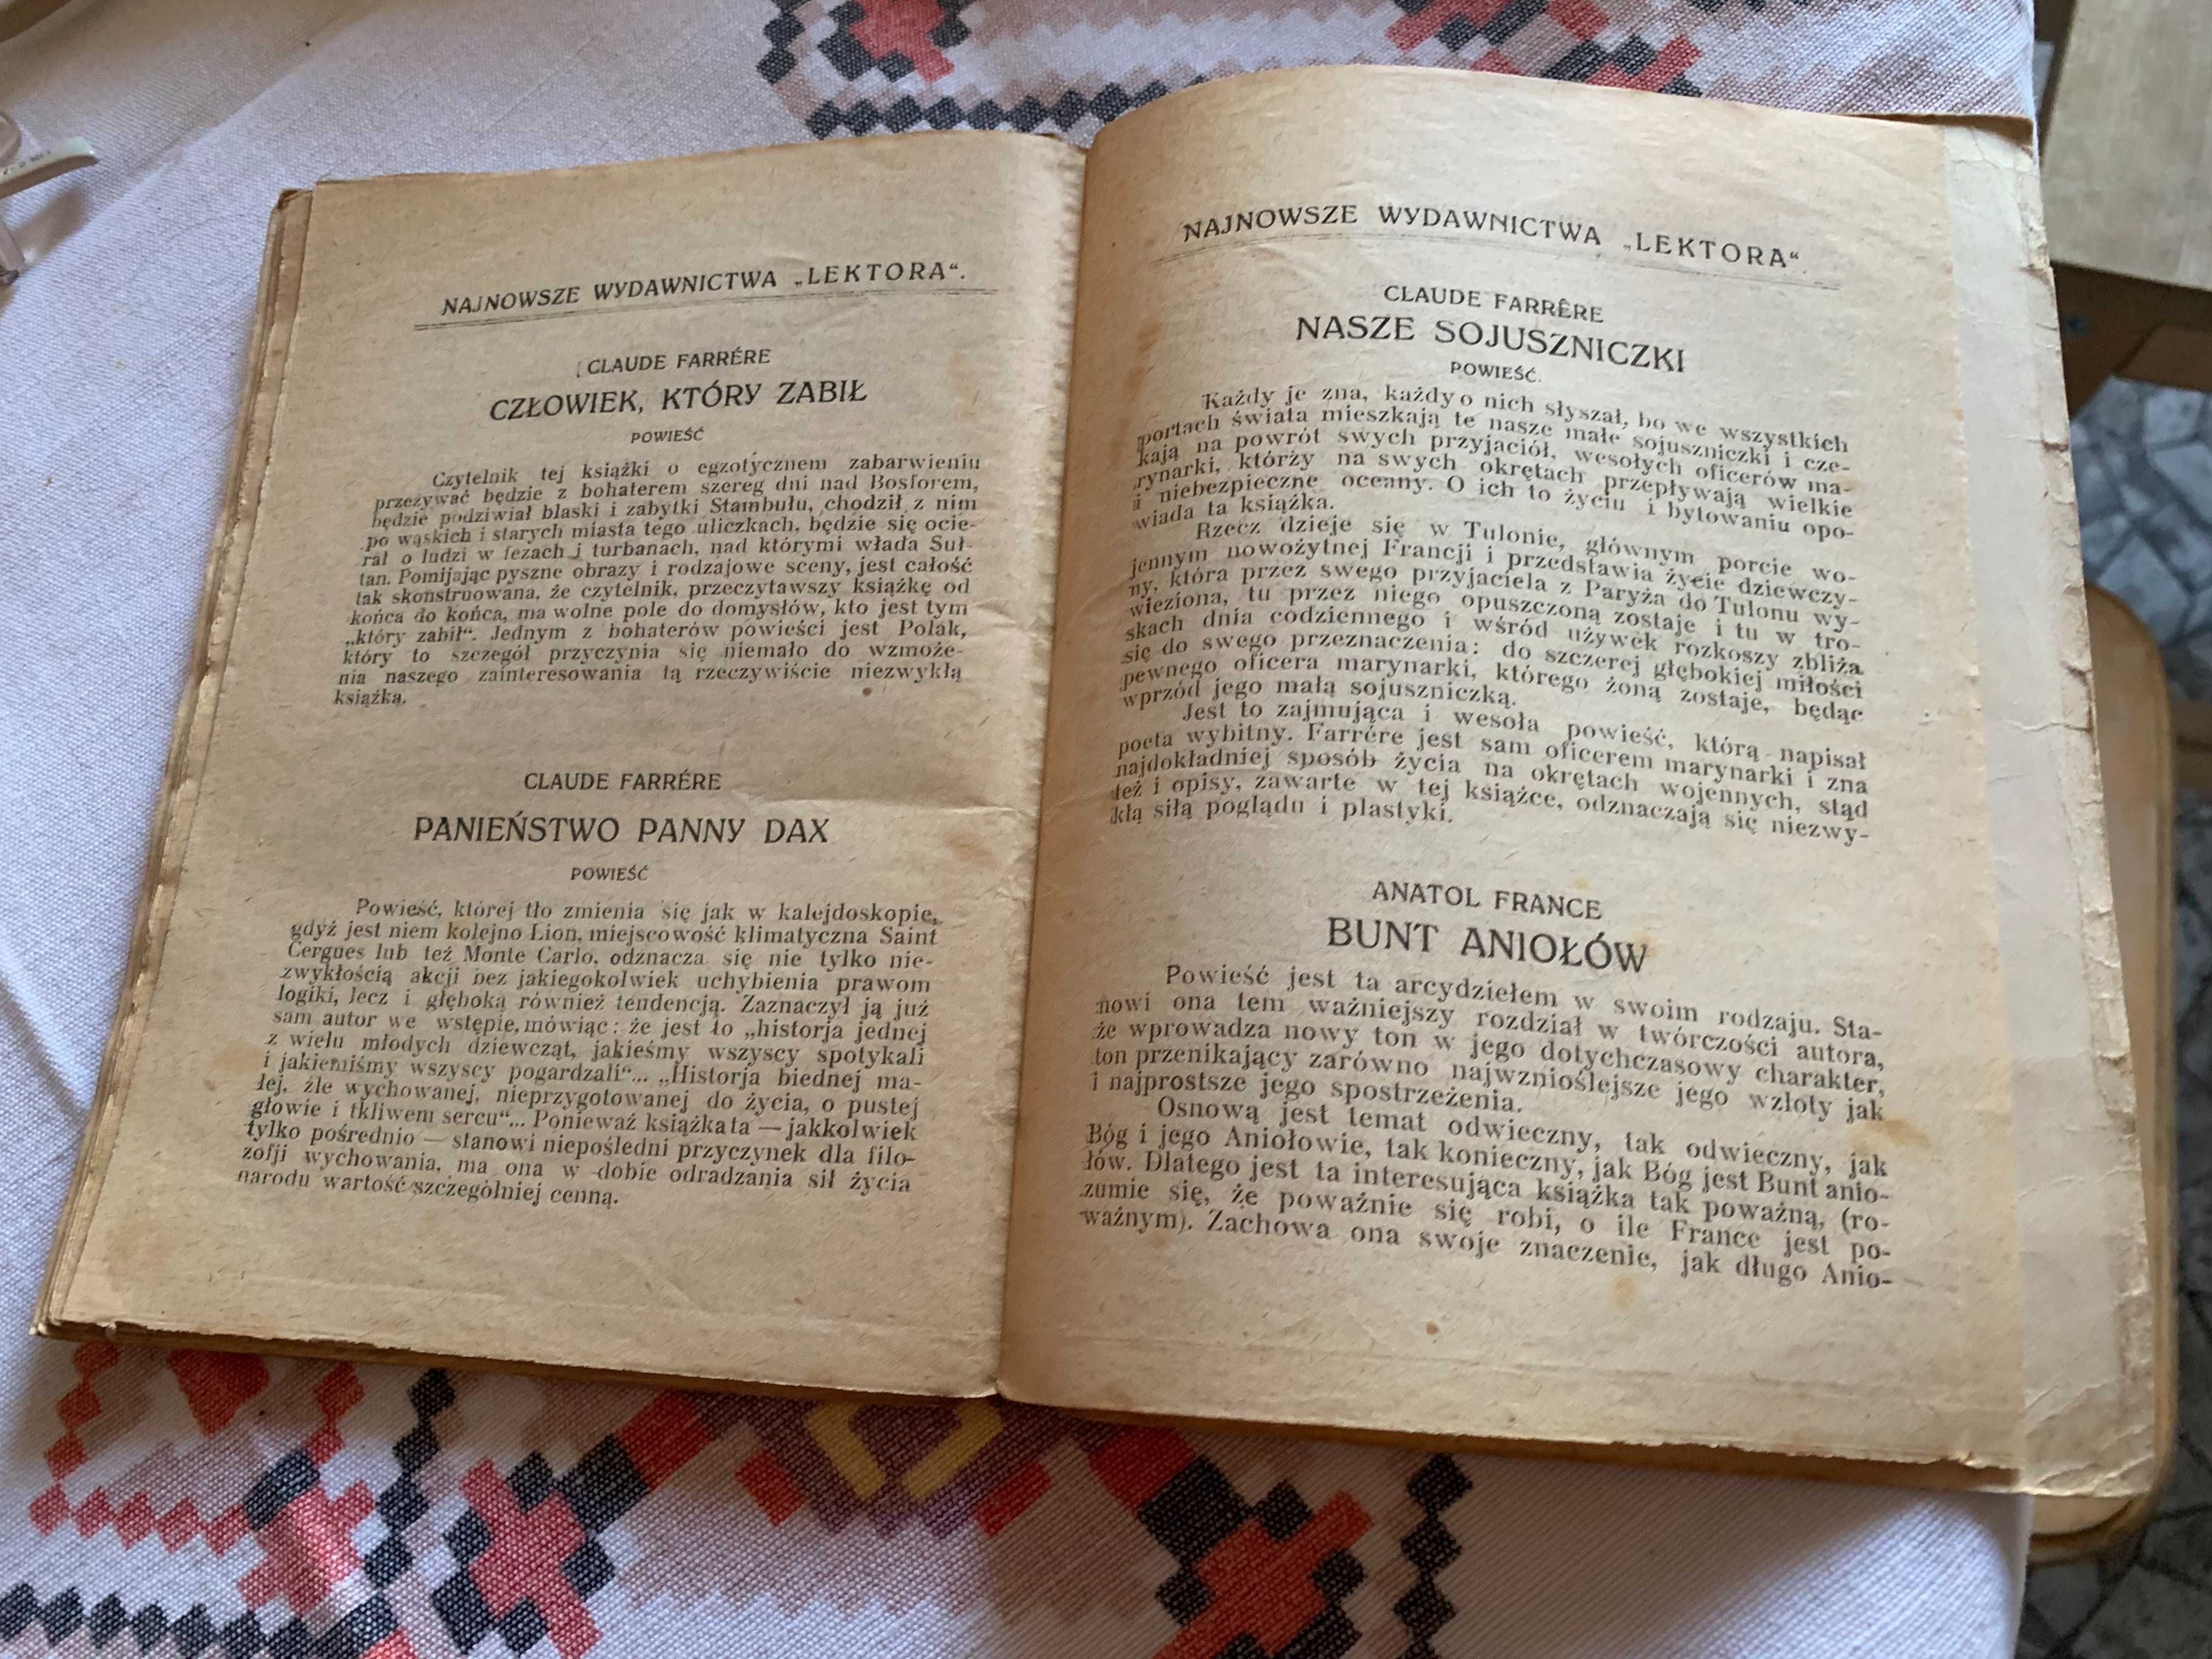 NAJNOWSZE WYDAWNICTWA „LEKTORA“.
CLAUDE FARRÉRE
CZŁOWIEK, KTÓRY ZABIŁ
POWIEŚĆ
Czytelnik tej książki o egzotycznem zabarwieniu
przeżywać będzie z bohaterem szereg dni nad Bosforem,
będzie podziwiał blaski i zabytki Stambułu, chodził z nim
po wąskich i starych miasta tego uliczkach, będzie się ocie-
rał o ludzi w fezach i turbanach, nad którymi włada Suł-
tan. Pomijając pyszne obrazy i rodzajowe sceny, jest całość
tak skonstruowana, że czytelnik, przeczytawszy książkę od
końca do końca, ma wolne pole do domysłów, kto jest tym
„który zabił“. Jednym z bohaterów powieści jest Polak,
który to szczegół przyczynia się niemało do wzmoże-
nia naszego zainteresowania tą rzeczywiście niezwykłą
książką.
CLAUDE FARRÉRE
PANIEŃSTWO PANNY DAX
POWIEŚĆ
Powieść, której tło zmienia się jak w kalejdoskopie,
gdyż jest niem kolejno Lion, miejscowość klimatyczna Saint
Cergues lub też Monte Carlo, odznacza się nie tylko nie-
zwykłością akcji bez jakiegokolwiek uchybienia prawom
logiki, lecz i głęboką również tendencją. Zaznaczył ją już
sam autor we wstępie, mówiąc: że jest to „historja jednej
z wielu młodych dziewcząt, jakieśmy wszyscy spotykali
i jakiemiśmy wszyscy pogardzali“... „Historja biednej ma-
łej, źle wychowanej, nieprzygotowanej do życia, o pustej
głowie i tkliwem sercu“... Ponieważ książka ta — jakkolwiek
tylko pośrednio — stanowi niepośledni przyczynek dla filo-
zofji wychowania, ma ona w dobie odradzania sił życia
narodu wartość szczególniej cenną.
NAJNOWSZE WYDAWNICTWA „LEKTORA“
CLAUDE FARRÊRE
NASZE SOJUSZNICZKI
POWIEŚĆ.
Każdy je zna, każdy o nich słyszał, bo we wszystkich
portach świata mieszkają te nasze małe sojuszniczki i cze-
kają na powrót swych przyjaciół, wesołych oficerów ma-
rynarki, którzy na swych okrętach przepływają wielkie
i niebezpieczne oceany. O ich to życiu i bytowaniu opo-
wiada ta książka.
Rzecz dzieje się w Tulonie, głównym porcie wo-
jennym nowożytnej Francji i przedstawia życie dziewczy-
ny, która przez swego przyjaciela z Paryża do Tulonu wy-
wieziona, tu przez niego opuszczoną zostaje i tu w tro-
skach dnia codziennego i wśród używek rozkoszy zbliża
się do swego przeznaczenia: do szczerej głębokiej miłości
pewnego oficera marynarki, którego żoną zostaje, będąc
wprzód jego małą sojuszniczką.
Jest to zajmująca i wesoła powieść, którą napisał
poeta wybitny. Farrére jest sam oficerem marynarki i zna
najdokładniej sposób życia na okrętach wojennych, stąd
też i opisy, zawarte w tej książce, odznaczają się niezwy-
kłą siłą poglądu i plastyki.
ANATOL FRANCE
BUNT ANIOŁÓW
Powieść jest ta arcydziełem w swoim rodzaju. Sta-
nowi ona tem ważniejszy rozdział w twórczości autora,
że wprowadza nowy ton w jego dotychczasowy charakter,
ton przenikający zarówno najwznioślejsze jego wzloty jak
i najprostsze jego spostrzeżenia.
Osnową jest temat odwieczny, tak odwieczny, jak
Bóg i jego Aniołowie, tak konieczny, jak Bóg jest Bunt anio-
łów. Dlatego jest ta interesująca książka tak poważną, (ro-
zumie się, że poważnie się robi, o ile France jest po-
ważnym). Zachowa ona swoje znaczenie, jak długo Anio-